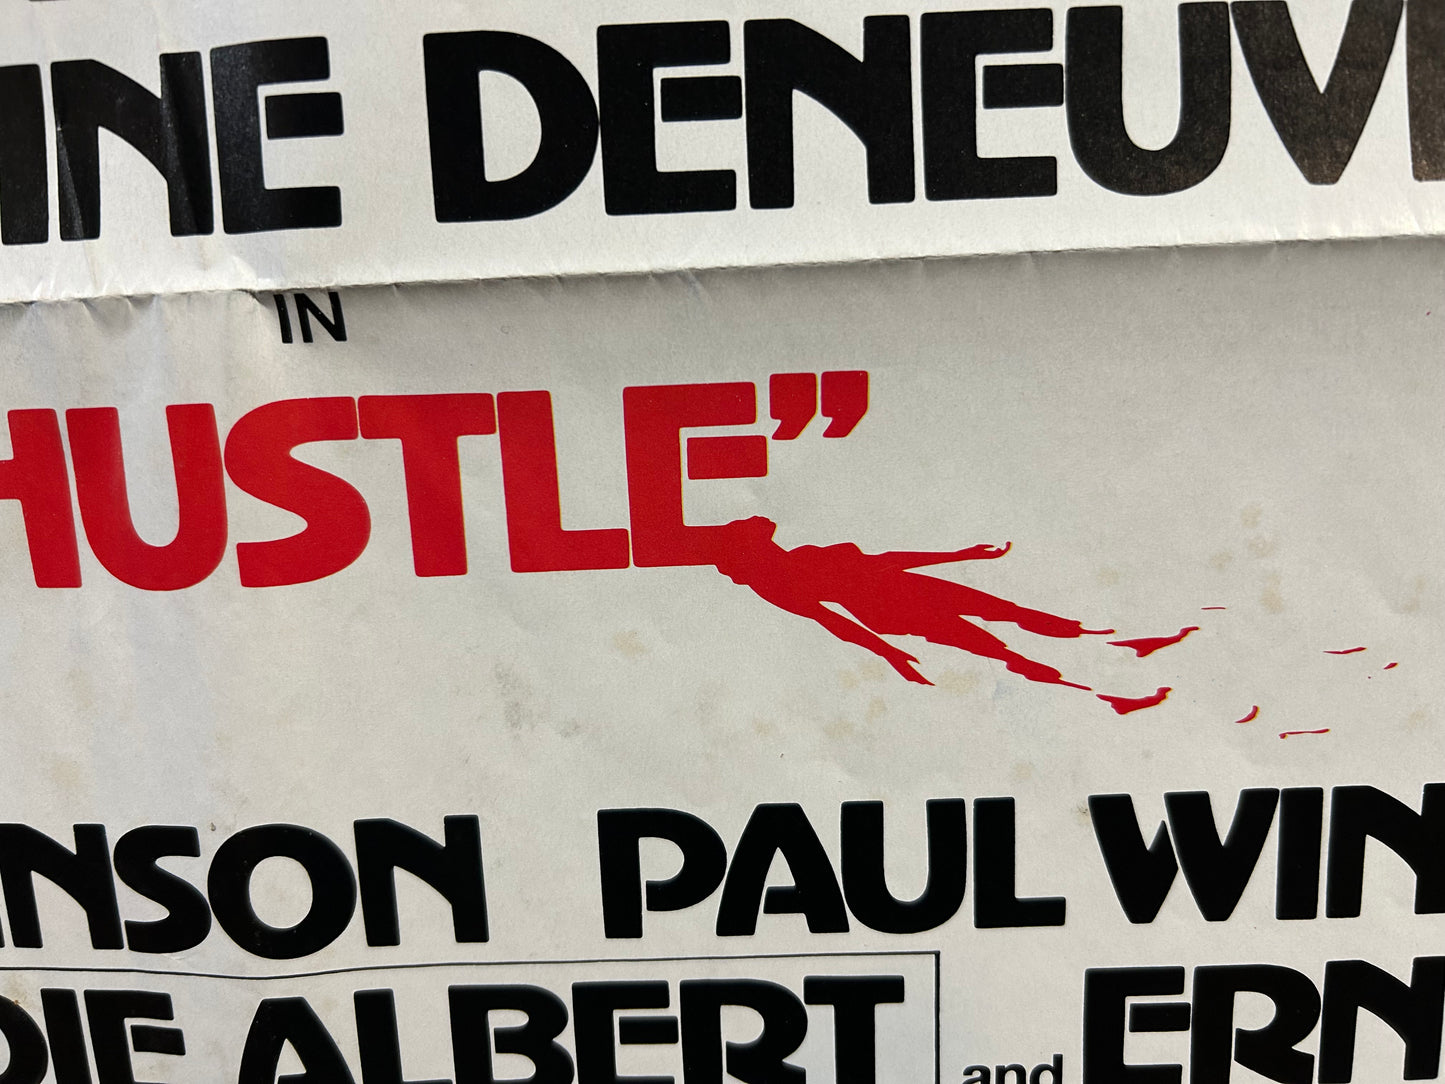 INE DENEUV
IN
HUSTLE”
NSON PAUL WIN
DIE ALBERT and ERN